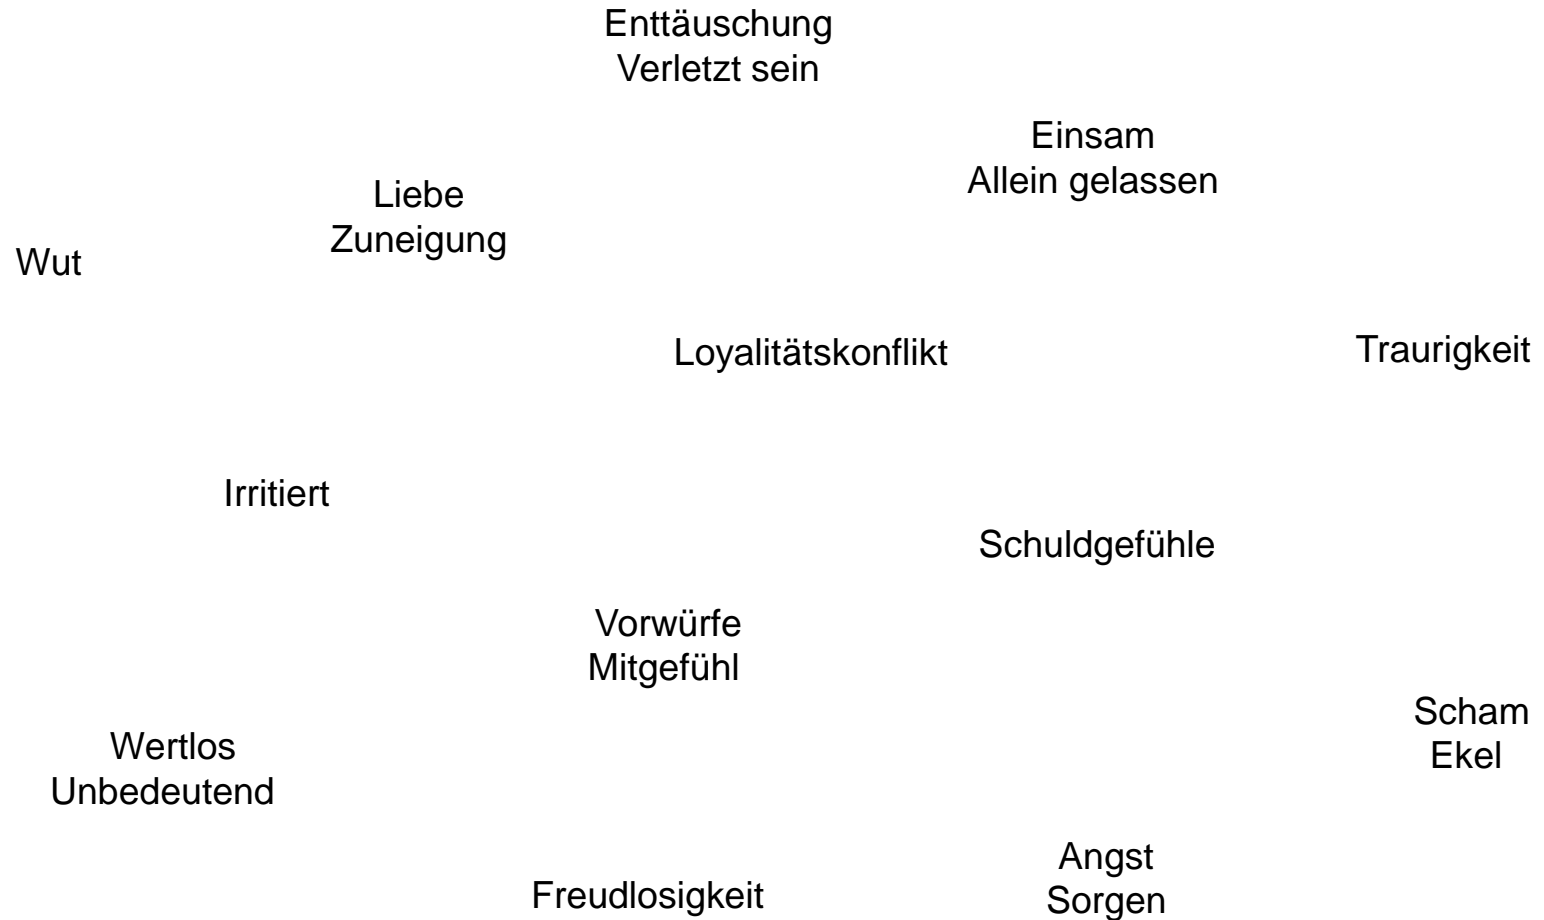 Enttäuschung
Verletzt sein
Einsam
Allein gelassen
Liebe
Zuneigung
Wut
Loyalitätskonflikt
Traurigkeit
Irritiert
Schuldgefühle
Vorwürfe
Mitgefühl
Scham
Ekel
Wertlos
Unbedeutend
Angst
Sorgen
Freudlosigkeit